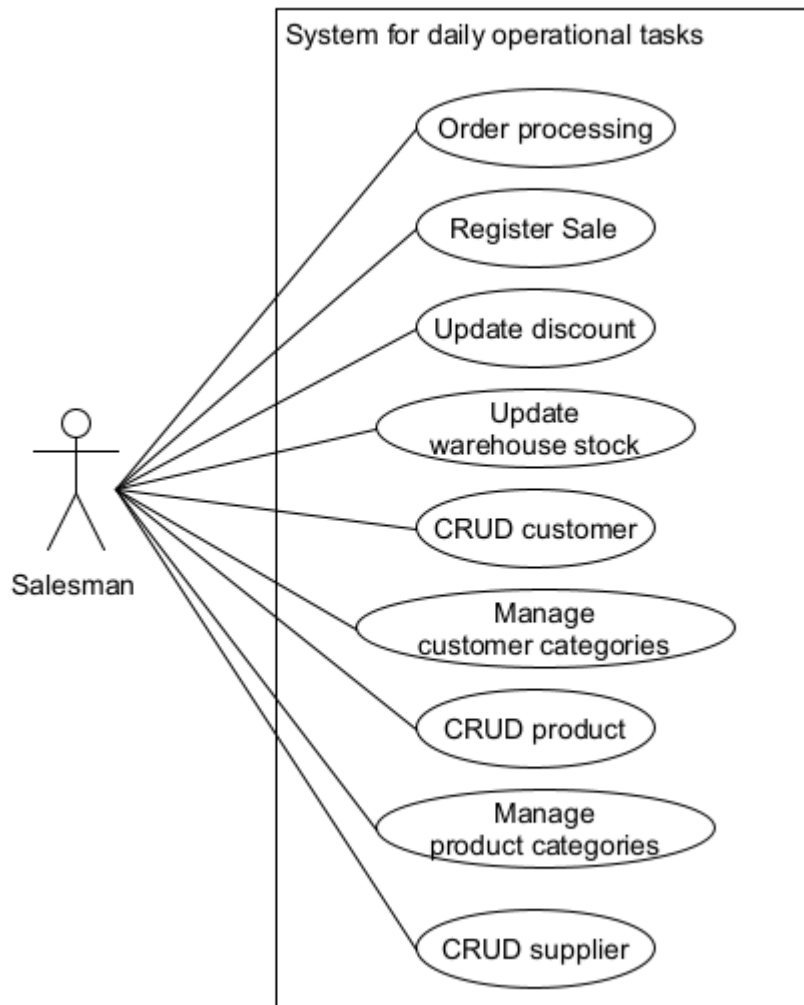 System for daily operational tasks
Order processing
Register Sale
Update discount
Update
warehouse stock
CRUD customer
Salesman
Manage
customer categories
CRUD product
Manage
product categories
CRUD supplier